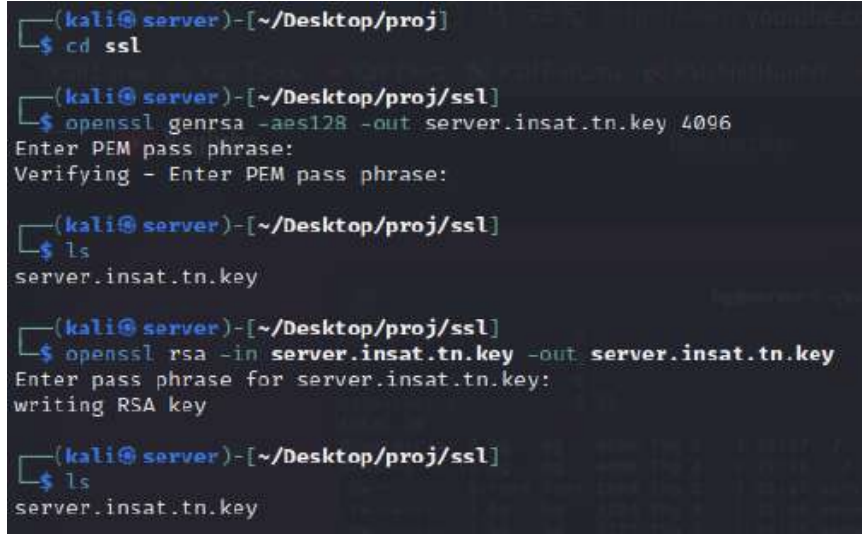 ┌──(kali㉿server)-[~/Desktop/proj]
└─$ cd ssl
┌──(kali㉿server)-[~/Desktop/proj/ssl]
└─$ openssl genrsa -aes128 -out server.insat.tn.key 4096
Enter PEM pass phrase:
Verifying - Enter PEM pass phrase:
┌──(kali㉿server)-[~/Desktop/proj/ssl]
└─$ ls
server.insat.tn.key
┌──(kali㉿server)-[~/Desktop/proj/ssl]
└─$ openssl rsa -in server.insat.tn.key -out server.insat.tn.key
Enter pass phrase for server.insat.tn.key:
writing RSA key
┌──(kali㉿server)-[~/Desktop/proj/ssl]
└─$ ls
server.insat.tn.key